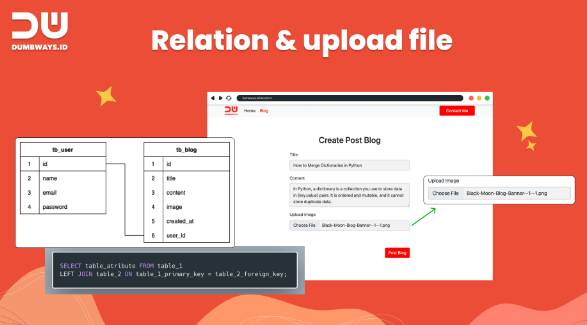 DW
DUMBWAYS.ID
Relation & upload file
DUMBWAYS
Home
Blog
Contact Me
Create Post Blog
Title
How to Merge Dictionaries in Python
Content
In Python, a dictionary is a collection you use to store data
in (key:value) pairs. It is ordered and mutable, and it cannot
store duplicate data.
Upload Image
Choose File
Black-Moon-Blog-Banner--1--1.png
Post Blog
Upload Image
Choose File
Black-Moon-Blog-Banner--1--1.png
tb_user
1 id
2 name
3 email
4 password
tb_blog
1 id
2 title
3 content
4 image
5 created_at
6 user_id
SELECT table_atribute FROM table_1
LEFT JOIN table_2 ON table_1_primary_key = table_2_foreign_key;